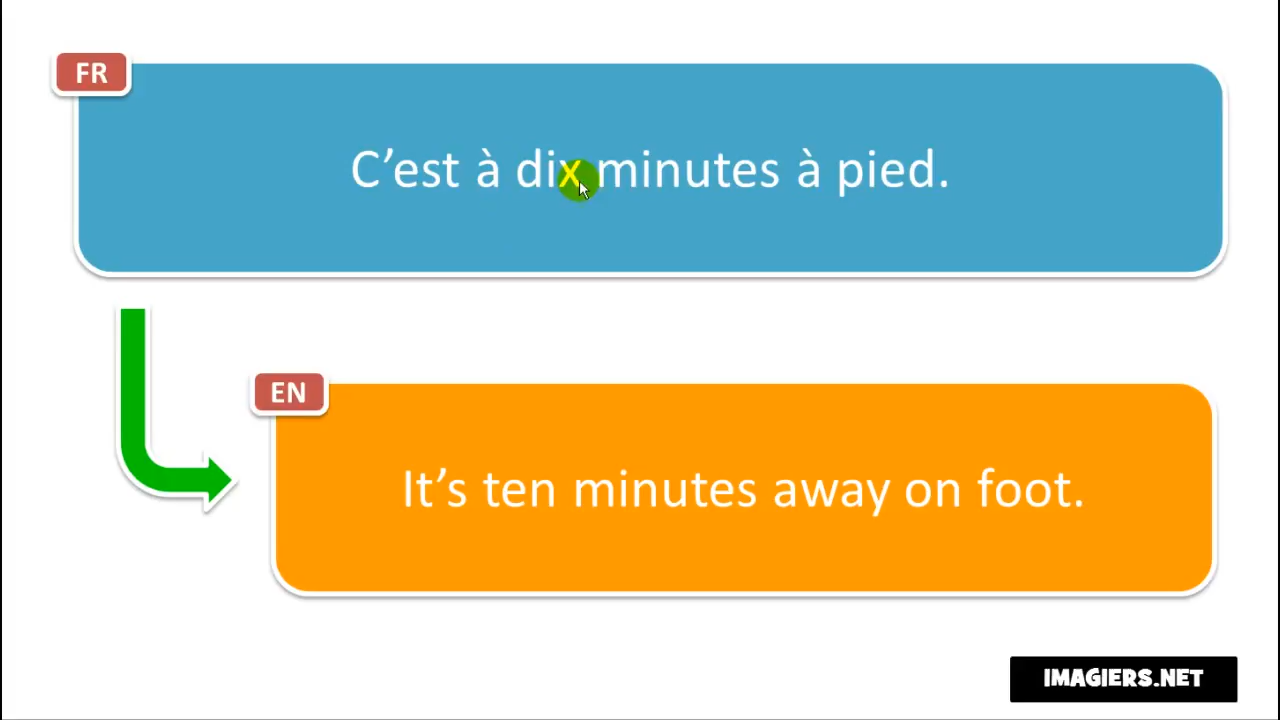 FR
C’est à dix minutes à pied.
EN
It’s ten minutes away on foot.
IMAGIERS.NET